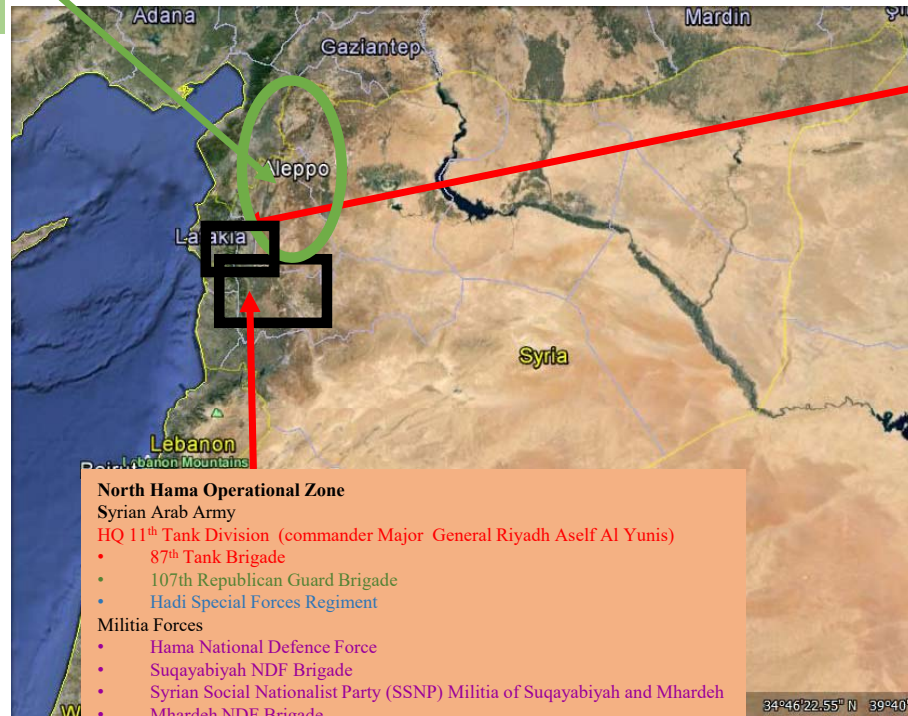 Adana
Mardin
Gaziantep
Aleppo
Latakia
Syria
Lebanon
Lebanon Mountains
North Hama Operational Zone
Syrian Arab Army
HQ 11th Tank Division (commander Major General Riyadh Aself Al Yunis)
• 87th Tank Brigade
• 107th Republican Guard Brigade
• Hadi Special Forces Regiment
Militia Forces
• Hama National Defence Force
• Suqayabiyah NDF Brigade
• Syrian Social Nationalist Party (SSNP) Militia of Suqayabiyah and Mhardeh
• Mhardeh NDF Brigade
34°46'22.55" N 39°40'